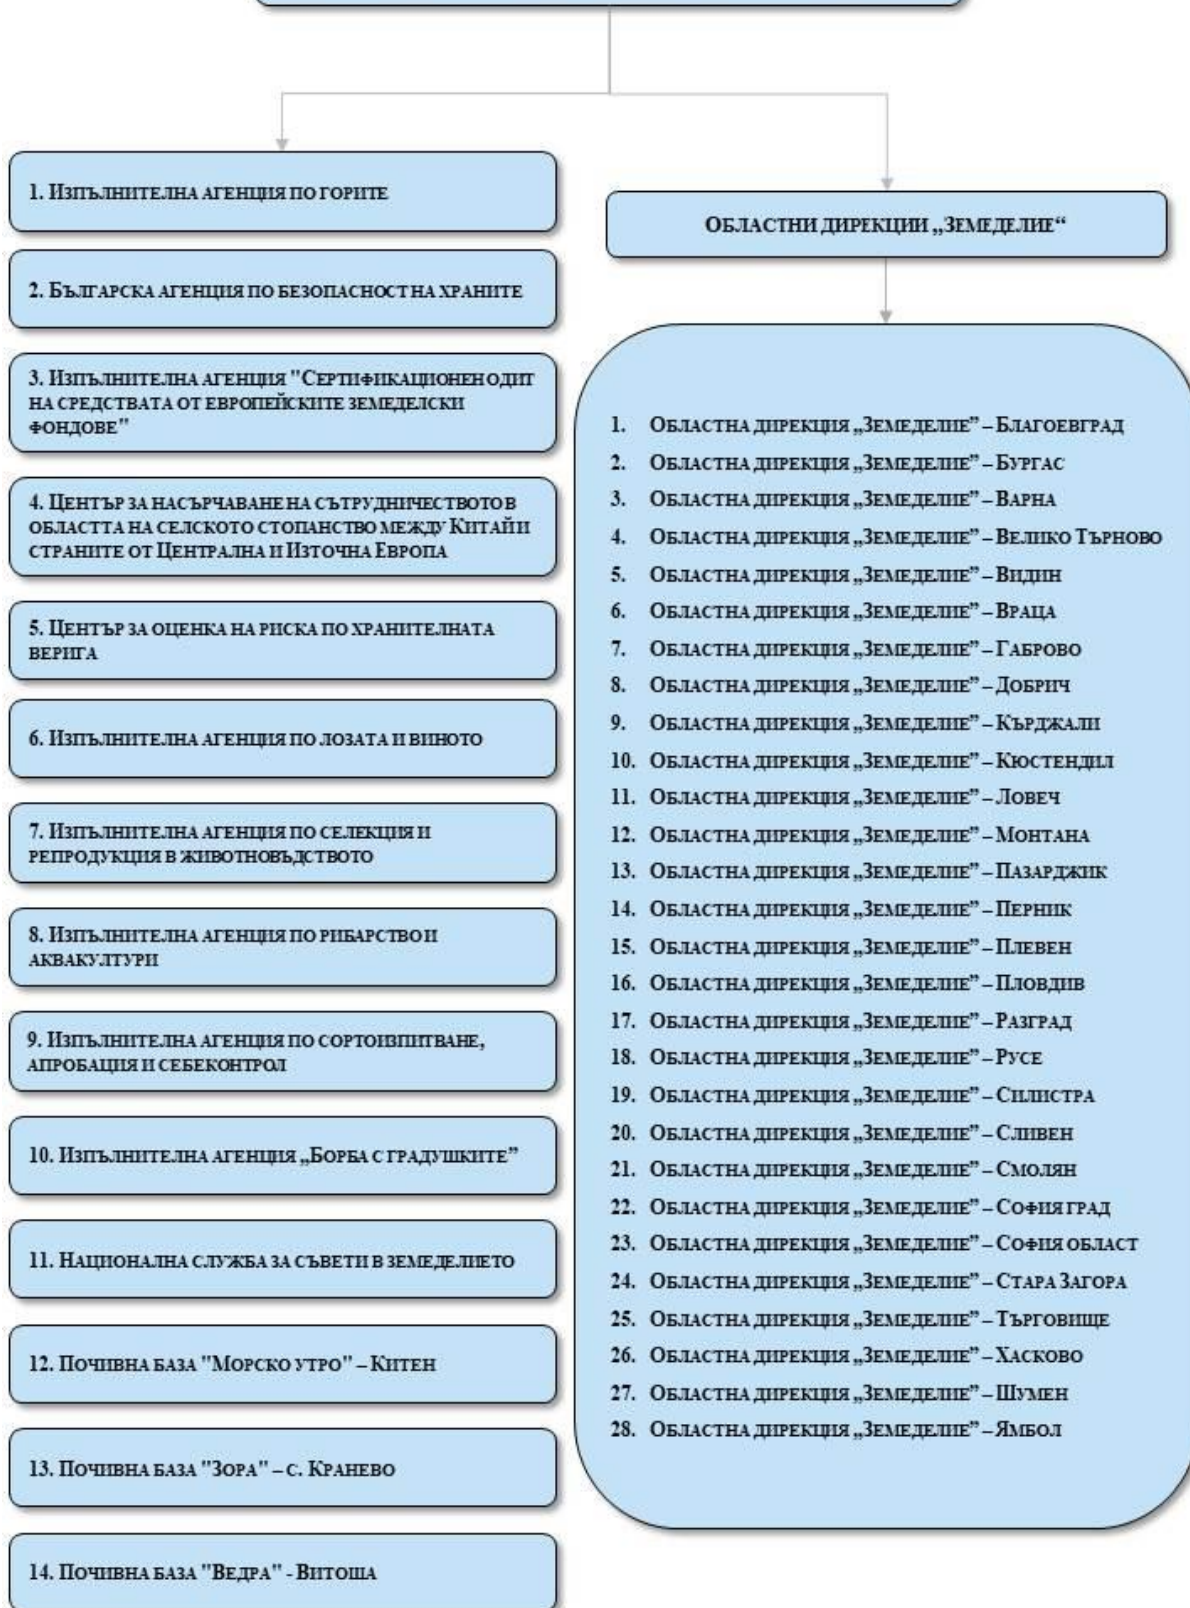 1. Изпълнителна агенция по горите
2. Българска агенция по безопасност на храните
3. Изпълнителна агенция "Сертификационен одит
на средствата от европейските земеделски
фондове"
4. Център за насърчаване на сътрудничеството в
областта на селското стопанство между Китай и
страните от Централна и Източна Европа
5. Център за оценка на риска по хранителната
верига
6. Изпълнителна агенция по лозата и виното
7. Изпълнителна агенция по селекция и
репродукция в животновъдството
8. Изпълнителна агенция по рибарство и
аквакултури
9. Изпълнителна агенция по сортоизпитване,
апробация и себеконтрол
10. Изпълнителна агенция „Борба с градушките”
11. Национална служба за съвети в земеделието
12. Почивна база "Морско утро" – Китен
13. Почивна база "Зора" – с. Кранево
14. Почивна база "Ведра" - Витоша
Областни дирекции „Земеделие“
1. Областна дирекция „Земеделие” – Благоевград
2. Областна дирекция „Земеделие” – Бургас
3. Областна дирекция „Земеделие” – Варна
4. Областна дирекция „Земеделие” – Велико Търново
5. Областна дирекция „Земеделие” – Видин
6. Областна дирекция „Земеделие” – Враца
7. Областна дирекция „Земеделие” – Габрово
8. Областна дирекция „Земеделие” – Добрич
9. Областна дирекция „Земеделие” – Кърджали
10. Областна дирекция „Земеделие” – Кюстендил
11. Областна дирекция „Земеделие” – Ловеч
12. Областна дирекция „Земеделие” – Монтана
13. Областна дирекция „Земеделие” – Пазарджик
14. Областна дирекция „Земеделие” – Перник
15. Областна дирекция „Земеделие” – Плевен
16. Областна дирекция „Земеделие” – Пловдив
17. Областна дирекция „Земеделие” – Разград
18. Областна дирекция „Земеделие” – Русе
19. Областна дирекция „Земеделие” – Силистра
20. Областна дирекция „Земеделие” – Сливен
21. Областна дирекция „Земеделие” – Смолян
22. Областна дирекция „Земеделие” – София град
23. Областна дирекция „Земеделие” – София област
24. Областна дирекция „Земеделие” – Стара Загора
25. Областна дирекция „Земеделие” – Търговище
26. Областна дирекция „Земеделие” – Хасково
27. Областна дирекция „Земеделие” – Шумен
28. Областна дирекция „Земеделие” – Ямбол